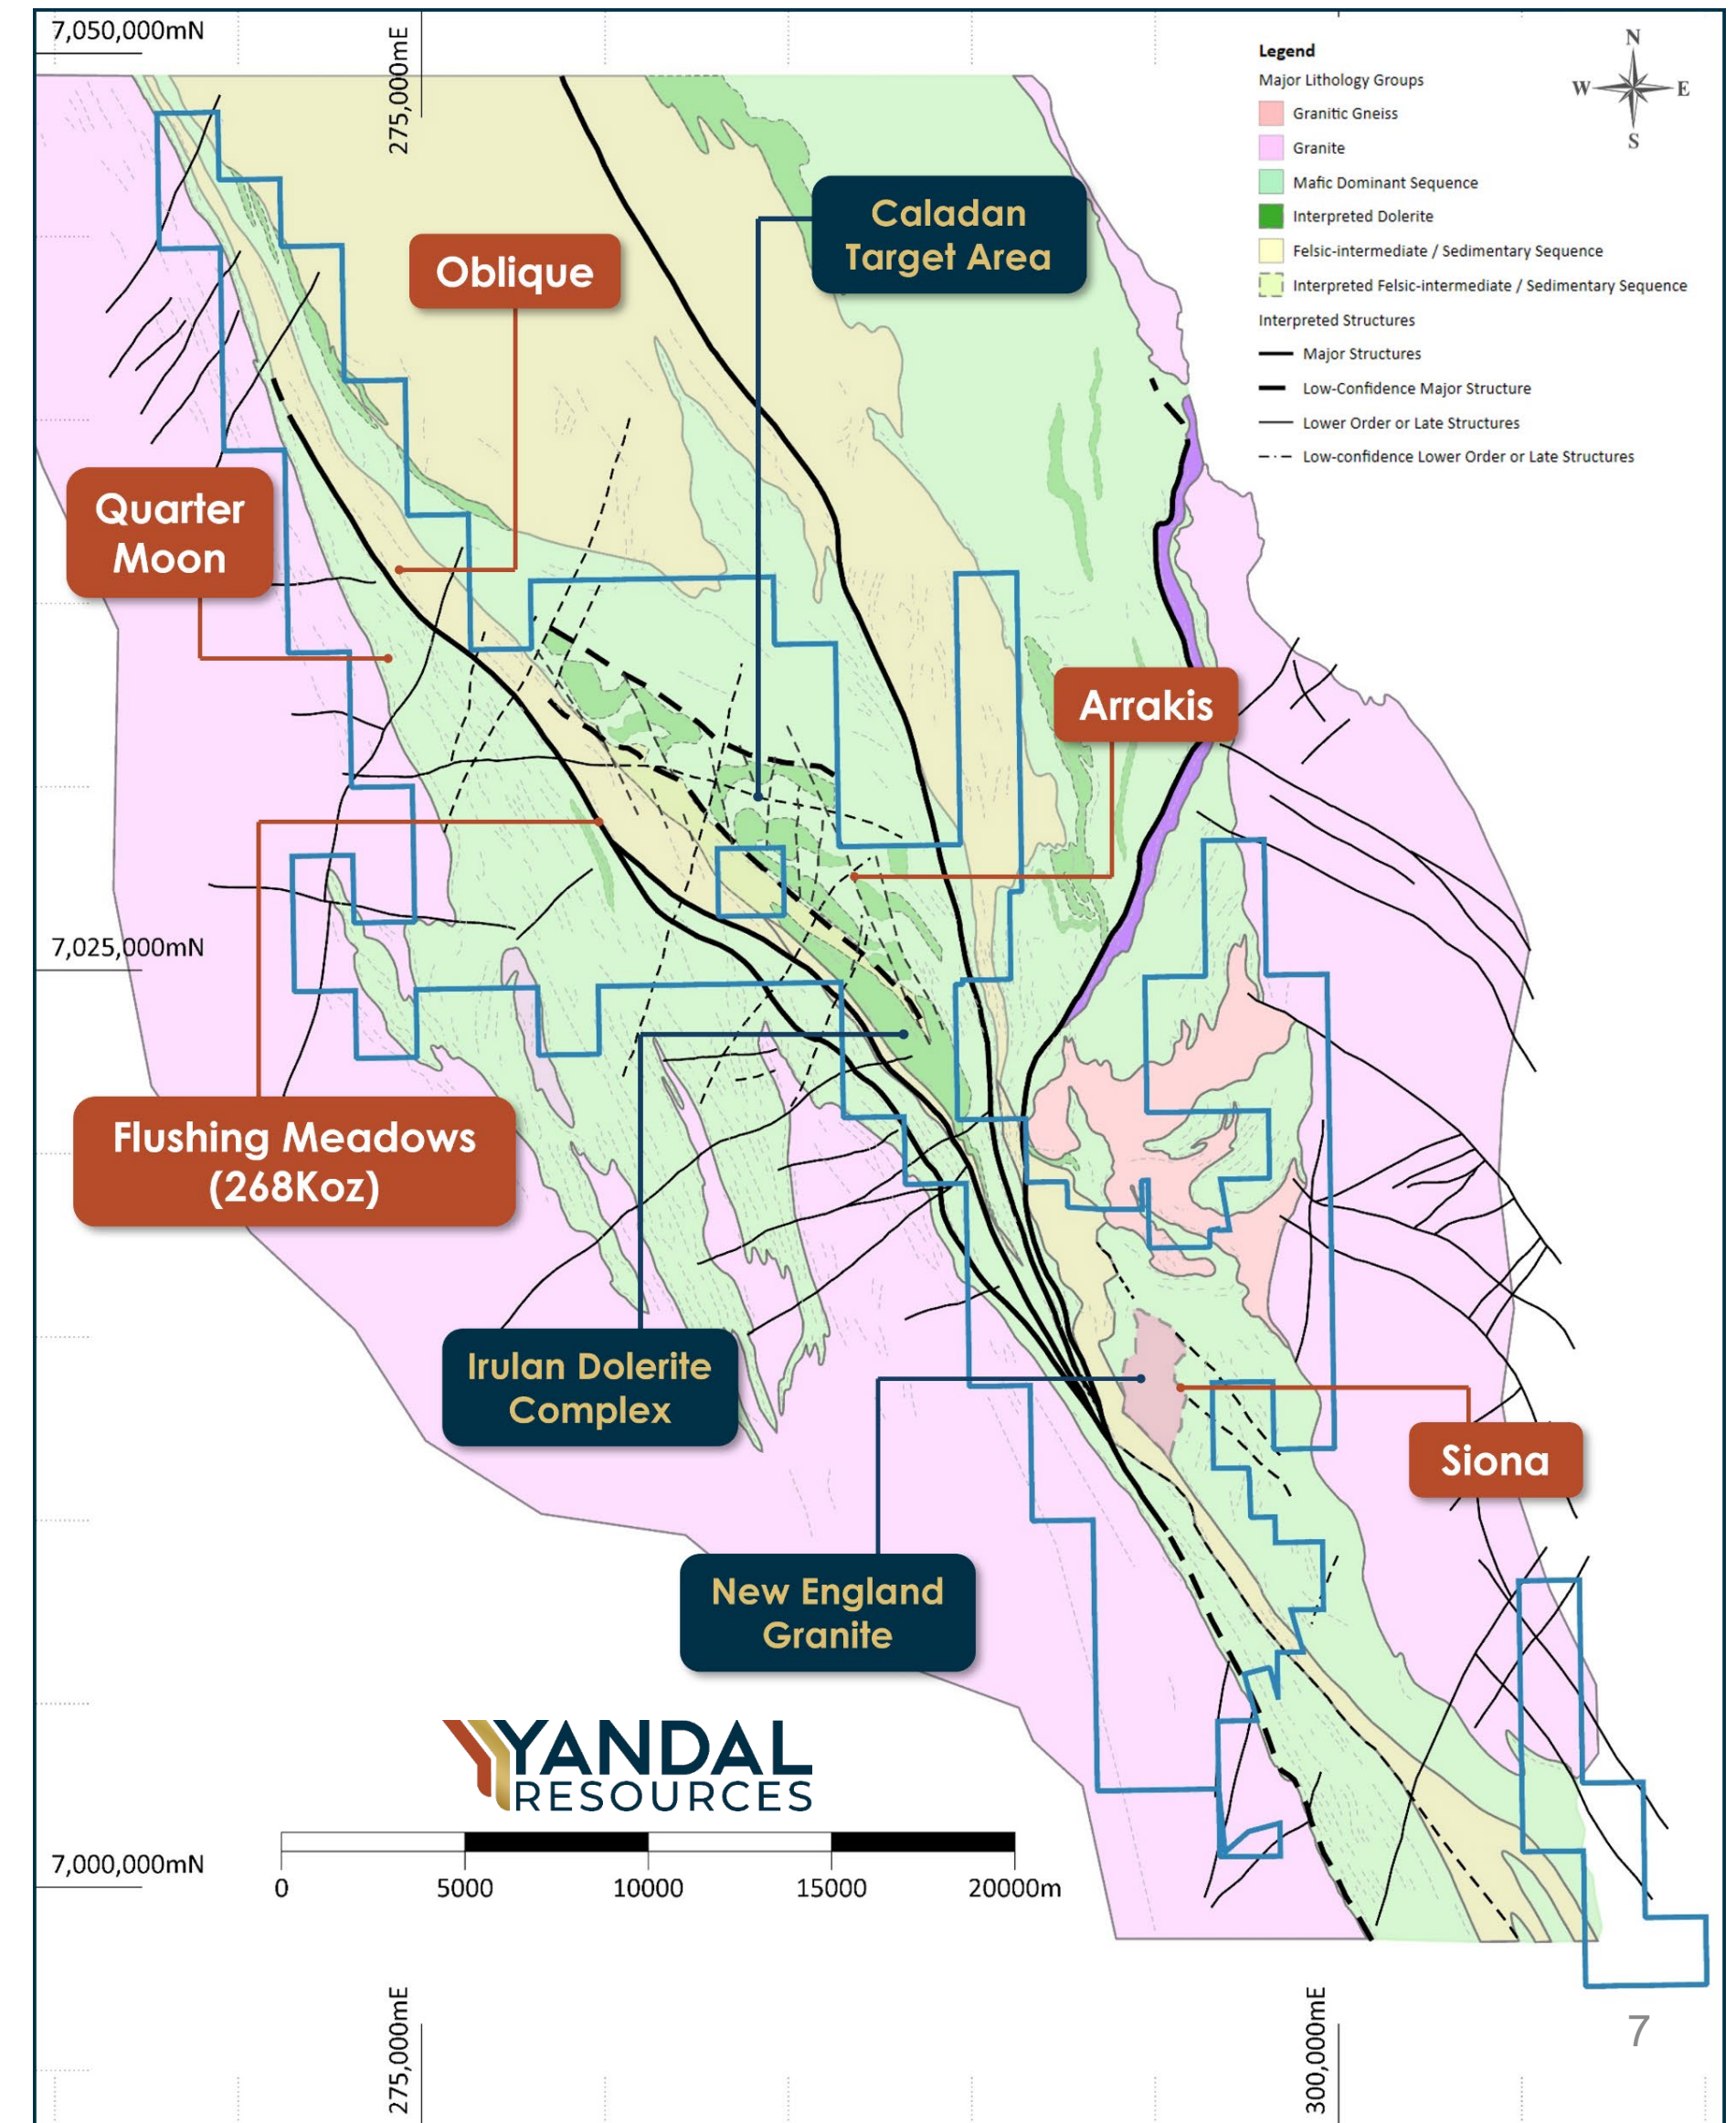 7,050,000mN
275,000mE
Legend
Major Lithology Groups
Granitic Gneiss
Granite
Mafic Dominant Sequence
Interpreted Dolerite
Felsic-intermediate / Sedimentary Sequence
Interpreted Felsic-intermediate / Sedimentary Sequence
Interpreted Structures
Major Structures
Low-Confidence Major Structure
Lower Order or Late Structures
Low-confidence Lower Order or Late Structures
N
W E
S
Caladan
Target Area
Oblique
Quarter
Moon
Arrakis
7,025,000mN
Flushing Meadows
(268Koz)
Irulan Dolerite
Complex
Siona
New England
Granite
YANDAL
RESOURCES
0 5000 10000 15000 20000m
7,000,000mN
275,000mE
300,000mE
7